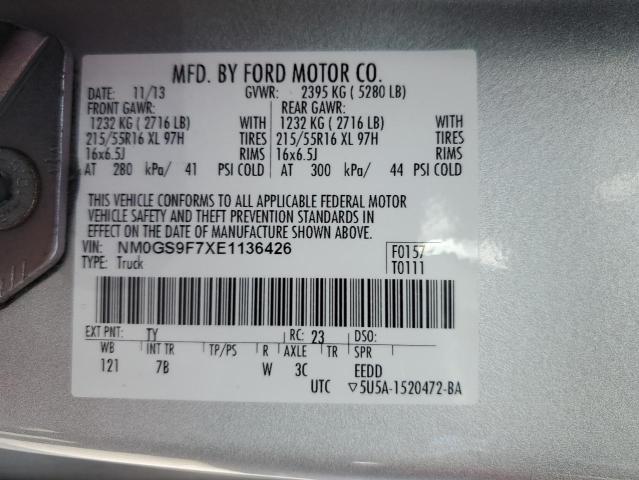 MFD. BY FORD MOTOR CO.
DATE: 11/13 GVWR: 2395 KG ( 5280 LB)
FRONT GAWR: REAR GAWR:
1232 KG ( 2716 LB) WITH 1232 KG ( 2716 LB) WITH
215/55R16 XL 97H TIRES 215/55R16 XL 97H TIRES
16x6.5J RIMS 16x6.5J RIMS
AT 280 kPa/ 41 PSI COLD AT 300 kPa/ 44 PSI COLD
THIS VEHICLE CONFORMS TO ALL APPLICABLE FEDERAL MOTOR
VEHICLE SAFETY AND THEFT PREVENTION STANDARDS IN
EFFECT ON THE DATE OF MANUFACTURE SHOWN ABOVE.
VIN: NM0GS9F7XE1136426 F0157
TYPE: Truck T0111
EXT PNT: TY RC: 23 DSO:
WB INT TR TP/PS R AXLE TR SPR
121 7B W 3C EEDD
UTC ▽5U5A-1520472-BA